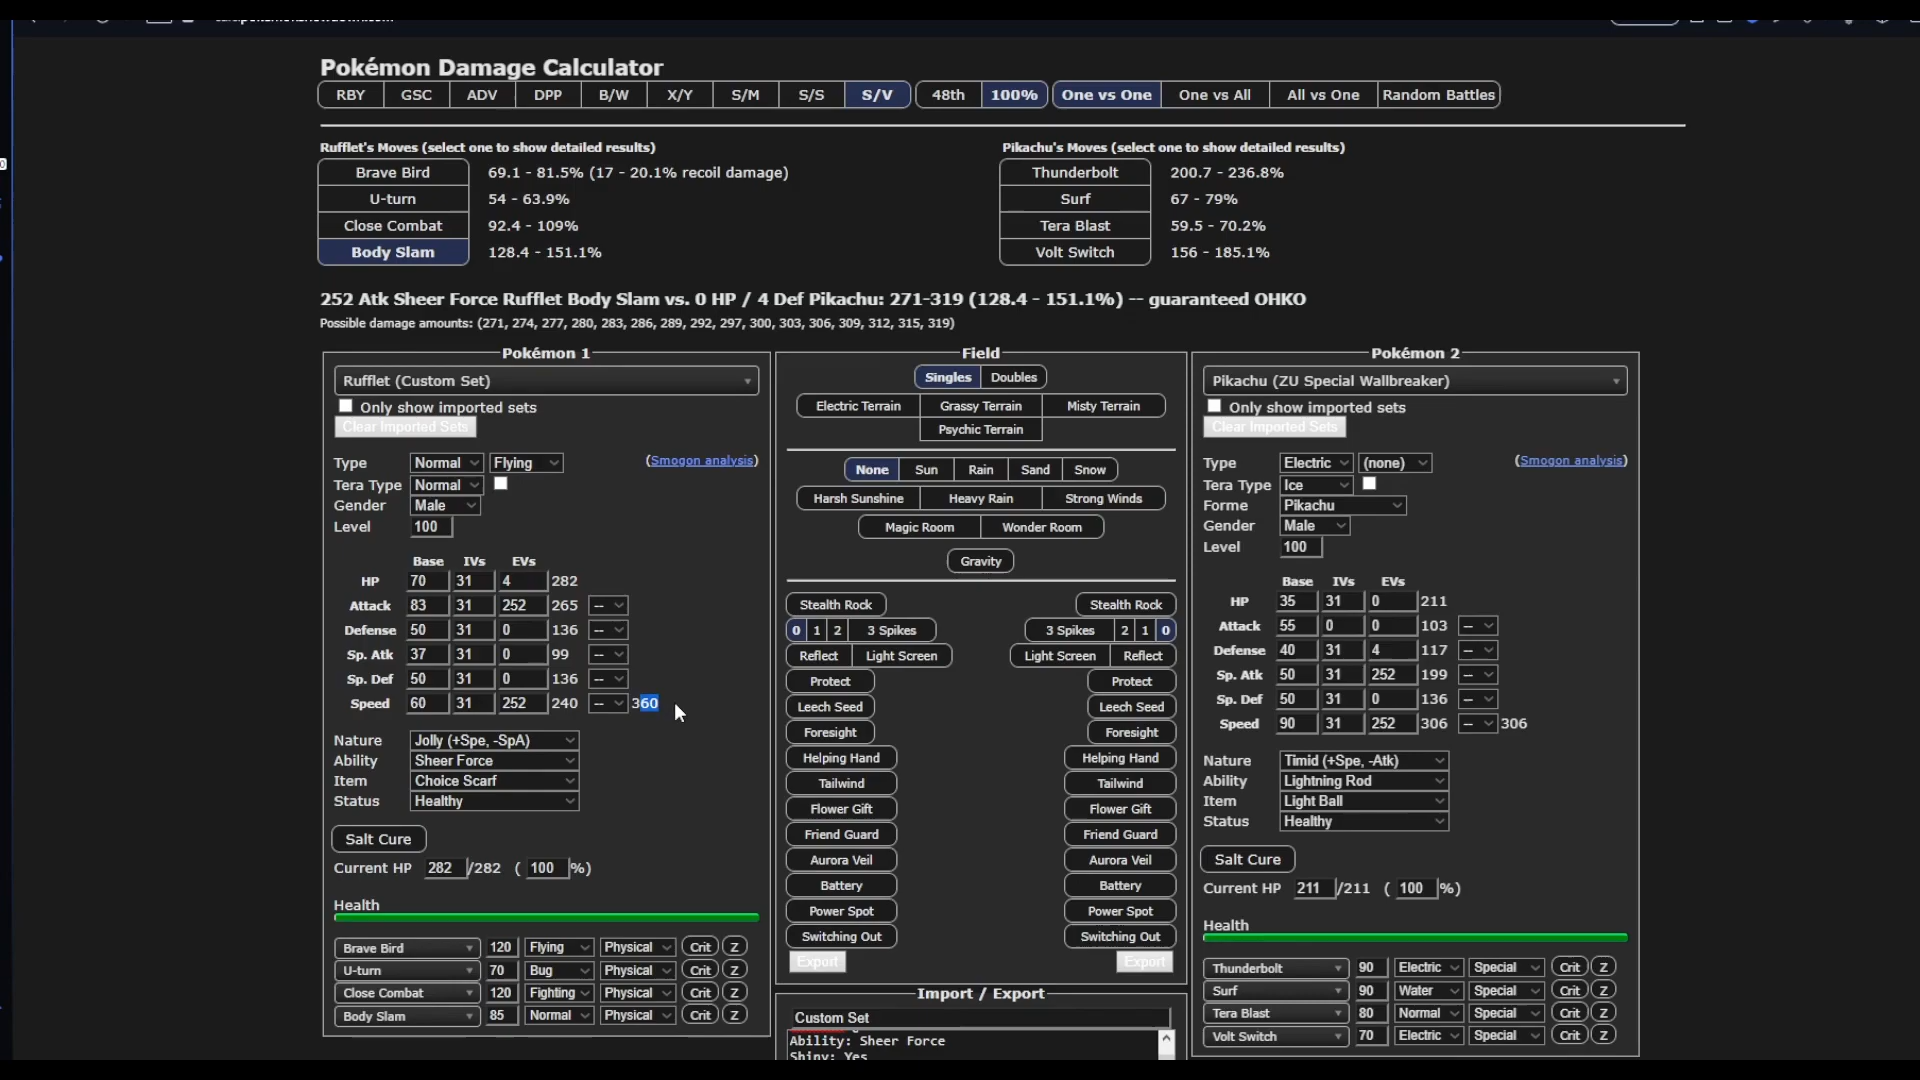 Pokémon Damage Calculator
RBY GSC ADV DPP B/W X/Y S/M S/S S/V 48th 100% One vs One One vs All All vs One Random Battles
Rufflet's Moves (select one to show detailed results)
Brave Bird 69.1 - 81.5% (17 - 20.1% recoil damage)
U-turn 54 - 63.9%
Close Combat 92.4 - 109%
Body Slam 128.4 - 151.1%
Pikachu's Moves (select one to show detailed results)
Thunderbolt 200.7 - 236.8%
Surf 67 - 79%
Tera Blast 59.5 - 70.2%
Volt Switch 156 - 185.1%
252 Atk Sheer Force Rufflet Body Slam vs. 0 HP / 4 Def Pikachu: 271-319 (128.4 - 151.1%) -- guaranteed OHKO
Possible damage amounts: (271, 274, 277, 280, 283, 286, 289, 292, 297, 300, 303, 306, 309, 312, 315, 319)
Pokémon 1
Rufflet (Custom Set)
Only show imported sets
Clear Imported Sets
Type Normal Flying (Smogon analysis)
Tera Type Normal
Gender Male
Level 100
Base IVs EVs
HP 70 31 4 282
Attack 83 31 252 265 --
Defense 50 31 0 136 --
Sp. Atk 37 31 0 99 --
Sp. Def 50 31 0 136 --
Speed 60 31 252 240 -- 360
Nature Jolly (+Spe, -SpA)
Ability Sheer Force
Item Choice Scarf
Status Healthy
Salt Cure
Current HP 282 /282 ( 100 %)
Health
Brave Bird 120 Flying Physical Crit Z
U-turn 70 Bug Physical Crit Z
Close Combat 120 Fighting Physical Crit Z
Body Slam 85 Normal Physical Crit Z
Field
Singles Doubles
Electric Terrain Grassy Terrain Misty Terrain
Psychic Terrain
None Sun Rain Sand Snow
Harsh Sunshine Heavy Rain Strong Winds
Magic Room Wonder Room
Gravity
Stealth Rock Stealth Rock
0 1 2 3 Spikes 3 Spikes 2 1 0
Reflect Light Screen Light Screen Reflect
Protect Protect
Leech Seed Leech Seed
Foresight Foresight
Helping Hand Helping Hand
Tailwind Tailwind
Flower Gift Flower Gift
Friend Guard Friend Guard
Aurora Veil Aurora Veil
Battery Battery
Power Spot Power Spot
Switching Out Switching Out
Export Export
Import / Export
Custom Set
Ability: Sheer Force
Shiny: Yes
Pokémon 2
Pikachu (ZU Special Wallbreaker)
Only show imported sets
Clear Imported Sets
Type Electric (none) (Smogon analysis)
Tera Type Ice
Forme Pikachu
Gender Male
Level 100
Base IVs EVs
HP 35 31 0 211
Attack 55 0 0 103 --
Defense 40 31 4 117 --
Sp. Atk 50 31 252 199 --
Sp. Def 50 31 0 136 --
Speed 90 31 252 306 -- 306
Nature Timid (+Spe, -Atk)
Ability Lightning Rod
Item Light Ball
Status Healthy
Salt Cure
Current HP 211 /211 ( 100 %)
Health
Thunderbolt 90 Electric Special Crit Z
Surf 90 Water Special Crit Z
Tera Blast 80 Normal Special Crit Z
Volt Switch 70 Electric Special Crit Z